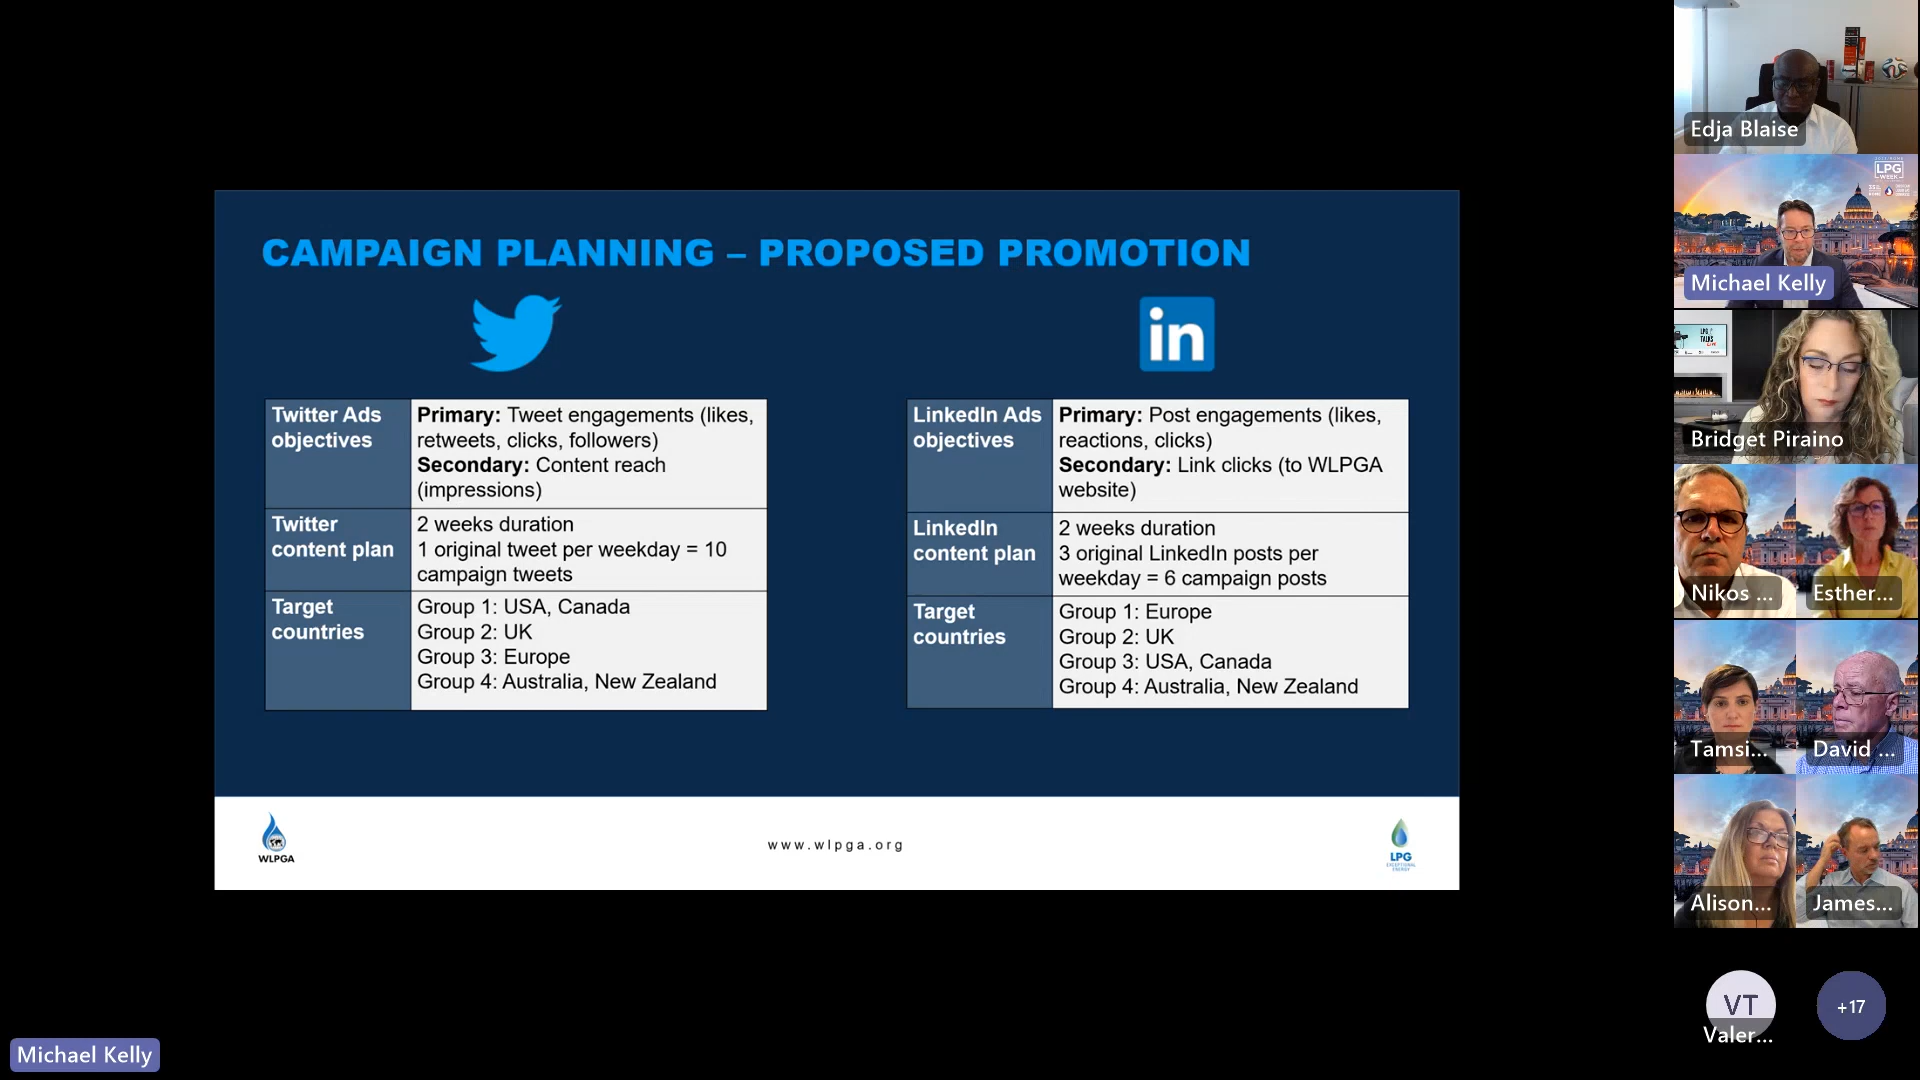 CAMPAIGN PLANNING – PROPOSED PROMOTION
in
Twitter Ads
objectives
Primary: Tweet engagements (likes,
retweets, clicks, followers)
Secondary: Content reach
(impressions)
Twitter
content plan
2 weeks duration
1 original tweet per weekday = 10
campaign tweets
Target
countries
Group 1: USA, Canada
Group 2: UK
Group 3: Europe
Group 4: Australia, New Zealand
LinkedIn Ads
objectives
Primary: Post engagements (likes,
reactions, clicks)
Secondary: Link clicks (to WLPGA
website)
LinkedIn
content plan
2 weeks duration
3 original LinkedIn posts per
weekday = 6 campaign posts
Target
countries
Group 1: Europe
Group 2: UK
Group 3: USA, Canada
Group 4: Australia, New Zealand
WLPGA
www.wlpga.org
LPG
EXCEPTIONAL
ENERGY
Michael Kelly
Edja Blaise
LPG
WEEK
Michael Kelly
LPG
TALKS
Bridget Piraino
Nikos ...
Esther...
Tamsi...
David ...
Alison...
James...
VT
Valer...
+17